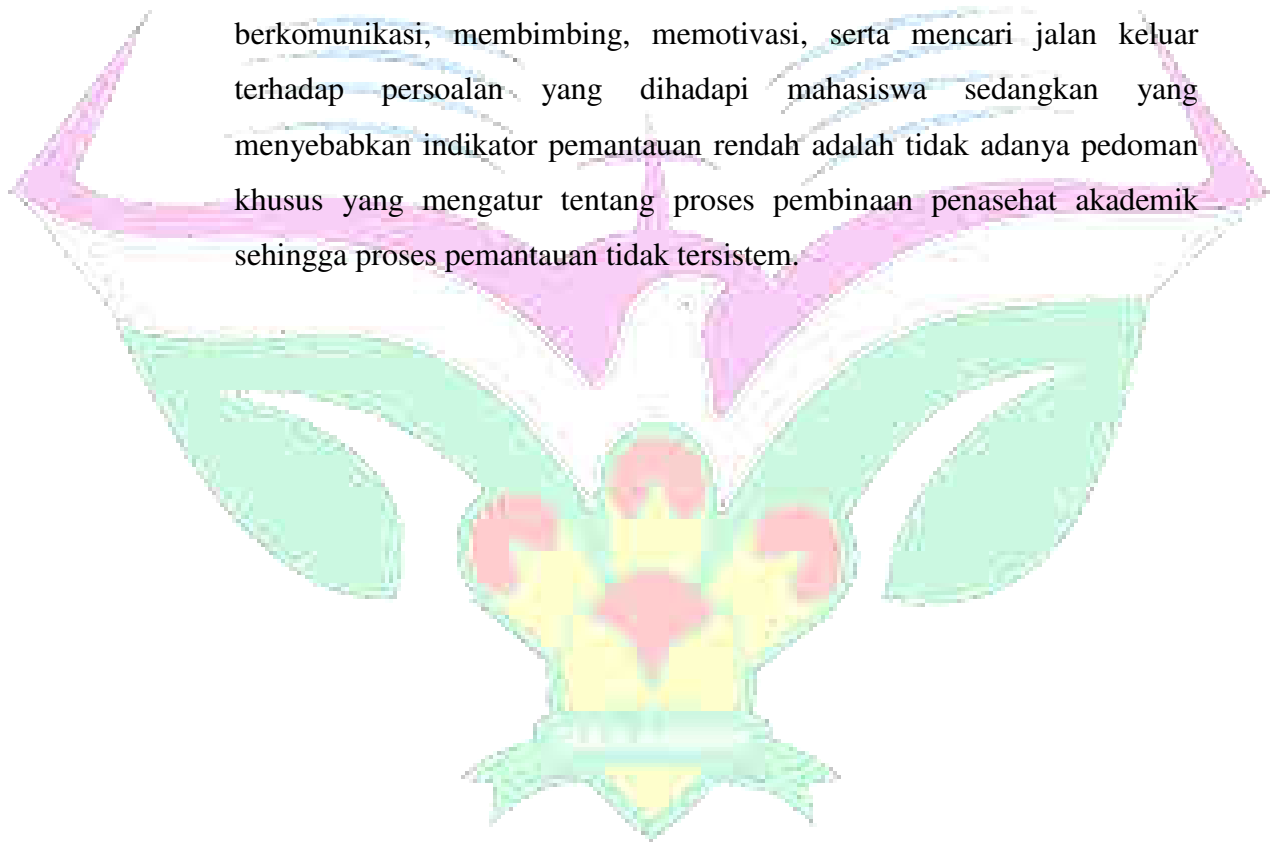 berkomunikasi, membimbing, memotivasi, serta mencari jalan keluar
terhadap persoalan yang dihadapi mahasiswa sedangkan yang
menyebabkan indikator pemantauan rendah adalah tidak adanya pedoman
khusus yang mengatur tentang proses pembinaan penasehat akademik
sehingga proses pemantauan tidak tersistem.